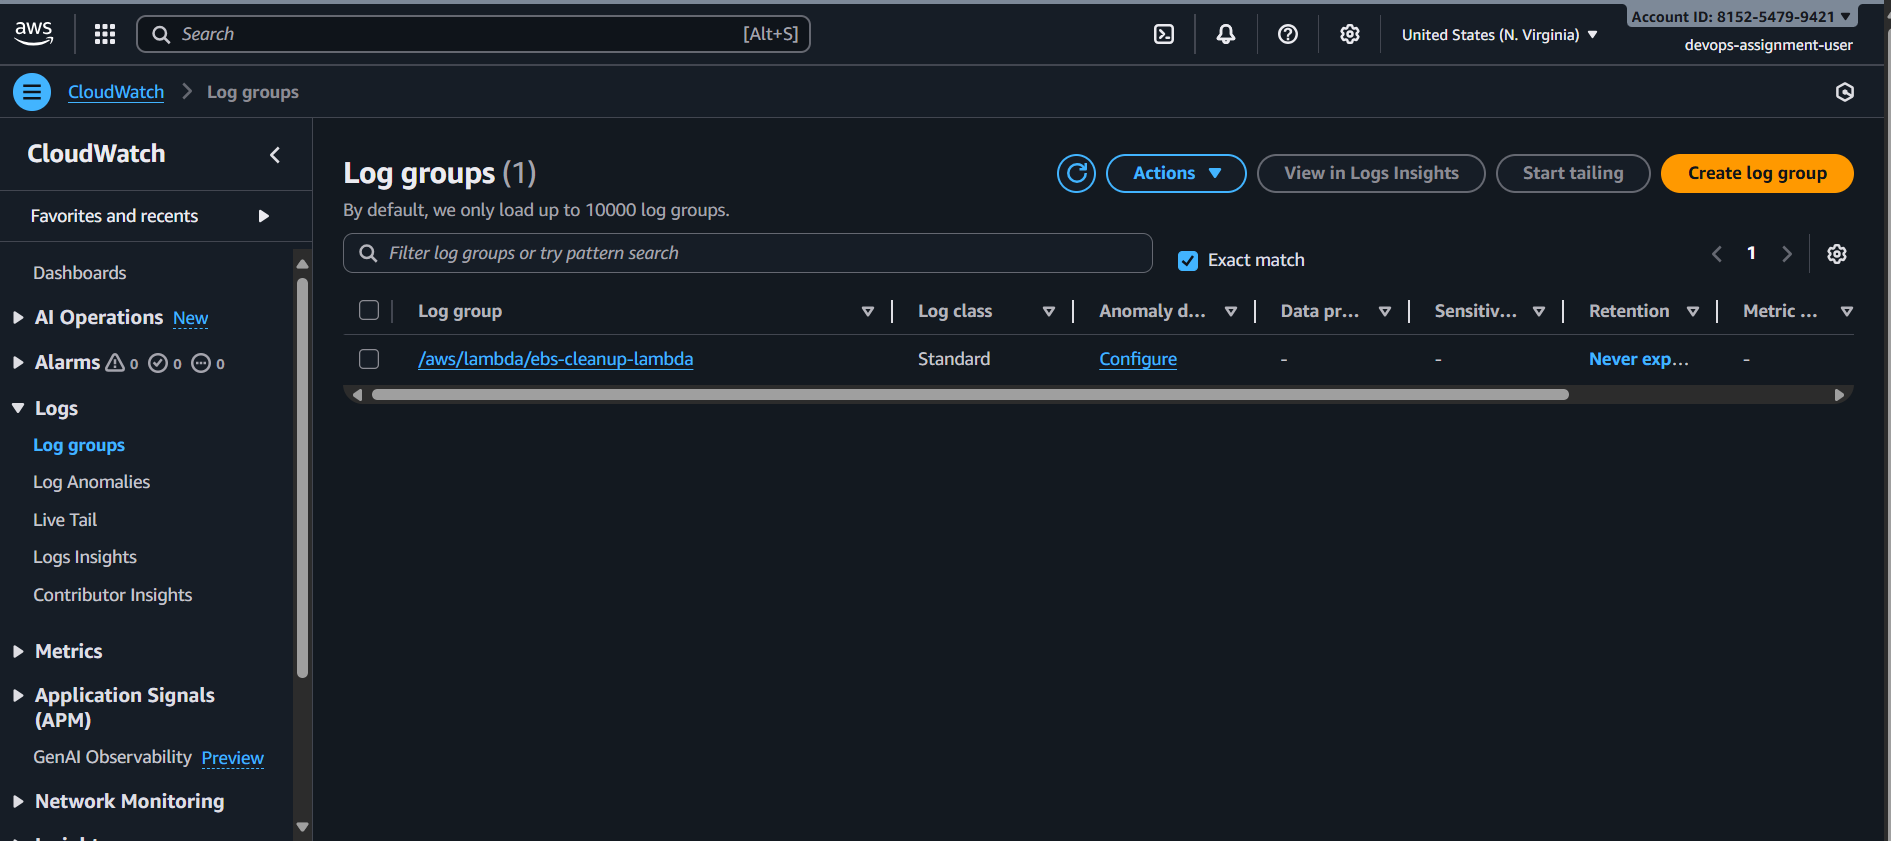 aws
Search
[Alt+S]
United States (N. Virginia)
Account ID: 8152-5479-9421
devops-assignment-user
CloudWatch
Log groups
CloudWatch
Favorites and recents
Dashboards
AI Operations New
Alarms 0 0 0
Logs
Log groups
Log Anomalies
Live Tail
Logs Insights
Contributor Insights
Metrics
Application Signals
(APM)
GenAI Observability Preview
Network Monitoring
Log groups (1)
By default, we only load up to 10000 log groups.
Actions
View in Logs Insights
Start tailing
Create log group
Filter log groups or try pattern search
Exact match
1
Log group Log class Anomaly d... Data pr... Sensitiv... Retention Metric ...
/aws/lambda/ebs-cleanup-lambda Standard Configure - - Never exp... -